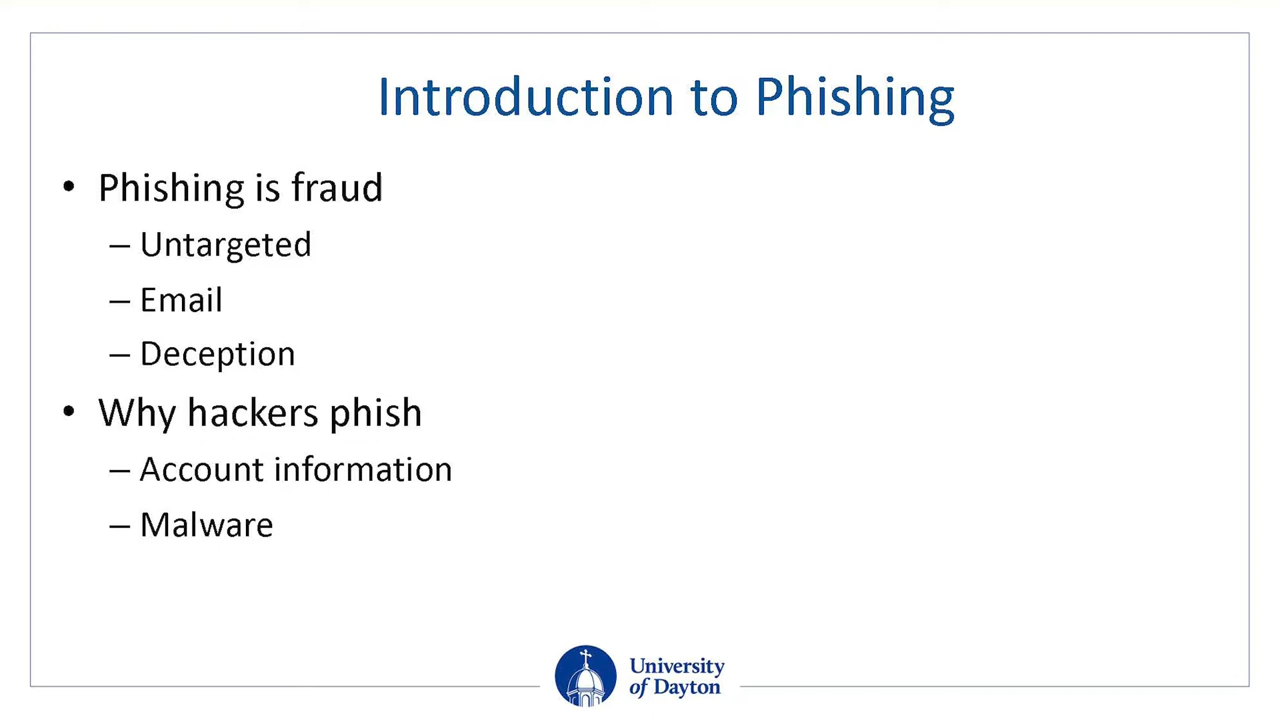 Introduction to Phishing
• Phishing is fraud
– Untargeted
– Email
– Deception
• Why hackers phish
– Account information
– Malware
University
of Dayton